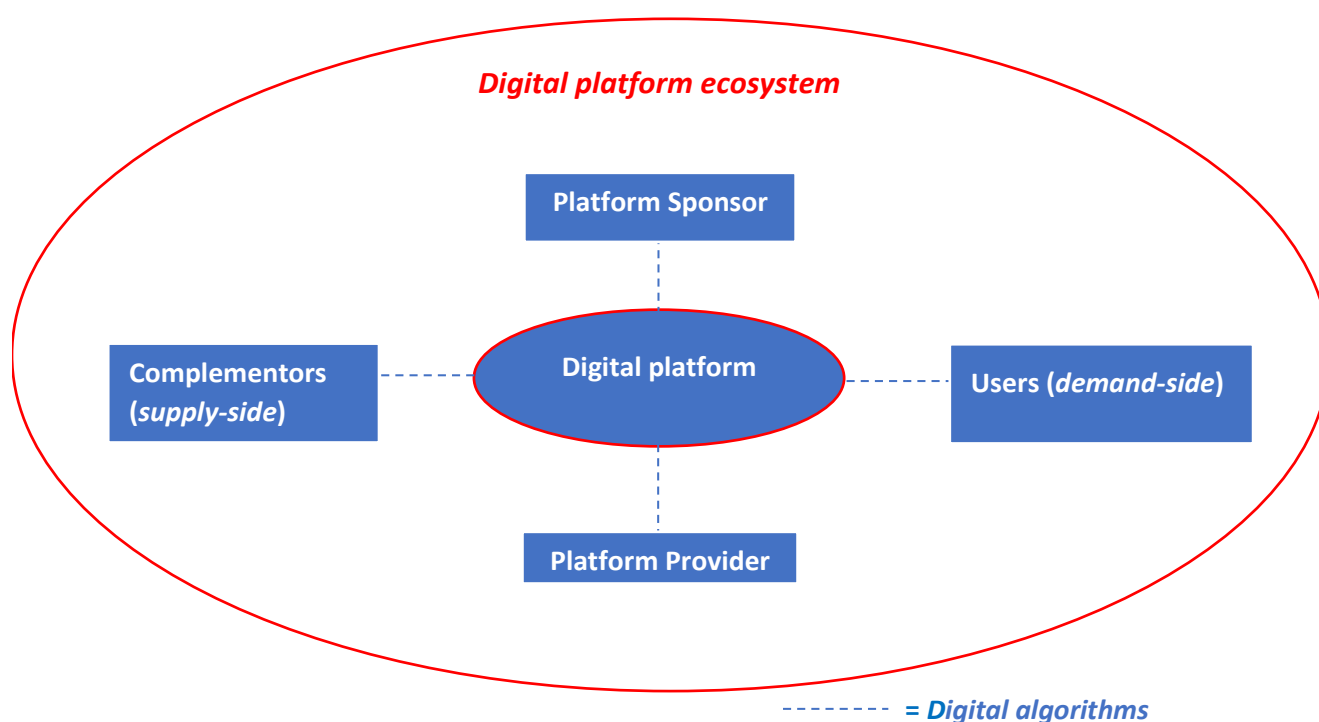 Digital platform ecosystem
Platform Sponsor
Complementors
(supply-side)
Digital platform
Users (demand-side)
Platform Provider
= Digital algorithms